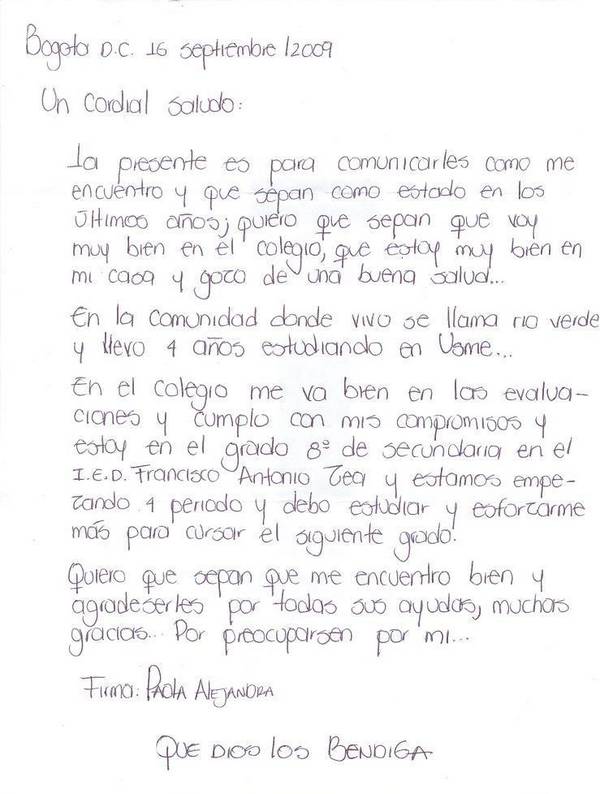 Bogota D.C. 16 septiembre /2009
Un cordial saludo:
La presente es para comunicarles como me
encuentro y que sepan como estado en los
últimos años; quiero que sepan que voy
muy bien en el colegio, que estoy muy bien en
mi casa y gozo de una buena salud...
En la comunidad donde vivo se llama rio verde
y llevo 4 años estudiando en Usme...
En el colegio me va bien en las evalua-
ciones y cumplo con mis compromisos y
estoy en el grado 8º de secundaria en el
I.E.D. Francisco Antonio Zea y estamos empe-
zando 4 periodo y debo estudiar y esforzarme
más para cursar el siguiente grado.
Quiero que sepan que me encuentro bien y
agradeserles por todas sus ayudas, muchas
gracias... Por preocuparsen por mi...
Firma: PAOLA ALEJANDRA
QUE DIOS LOS BENDIGA